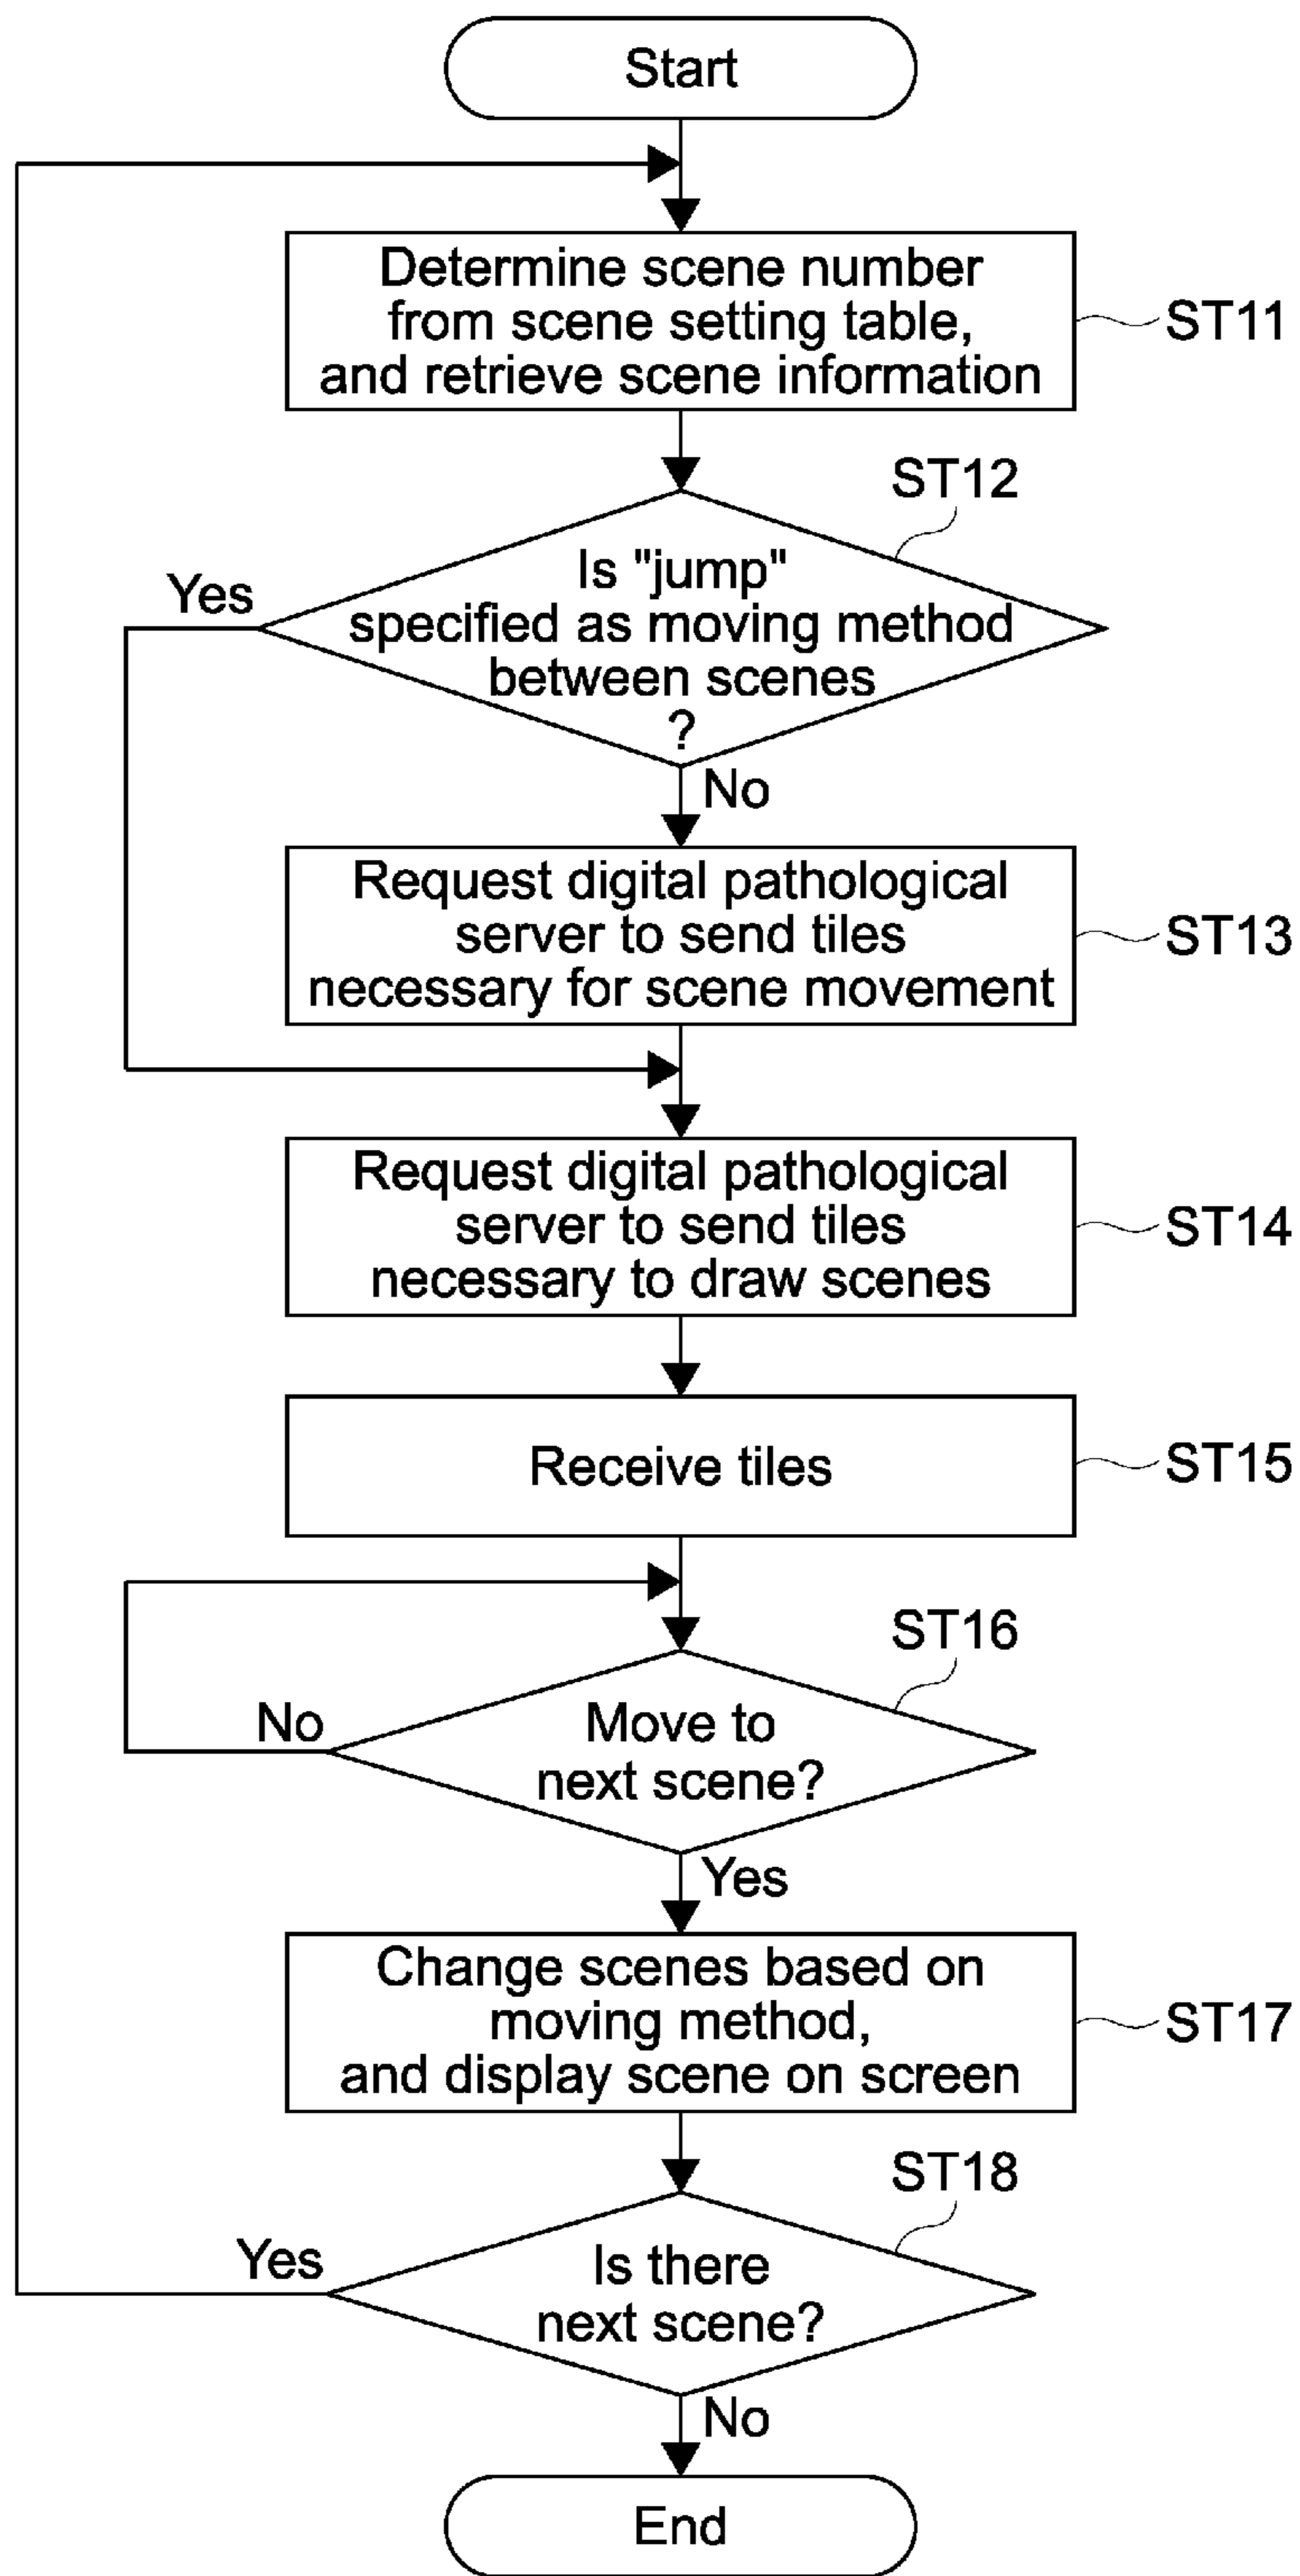 Start
Determine scene number
from scene setting table,
and retrieve scene information
ST11
ST12
Is "jump"
specified as moving method
between scenes
?
Yes
No
Request digital pathological
server to send tiles
necessary for scene movement
ST13
Request digital pathological
server to send tiles
necessary to draw scenes
ST14
Receive tiles
ST15
ST16
Move to
next scene?
No
Yes
Change scenes based on
moving method,
and display scene on screen
ST17
ST18
Is there
next scene?
Yes
No
End